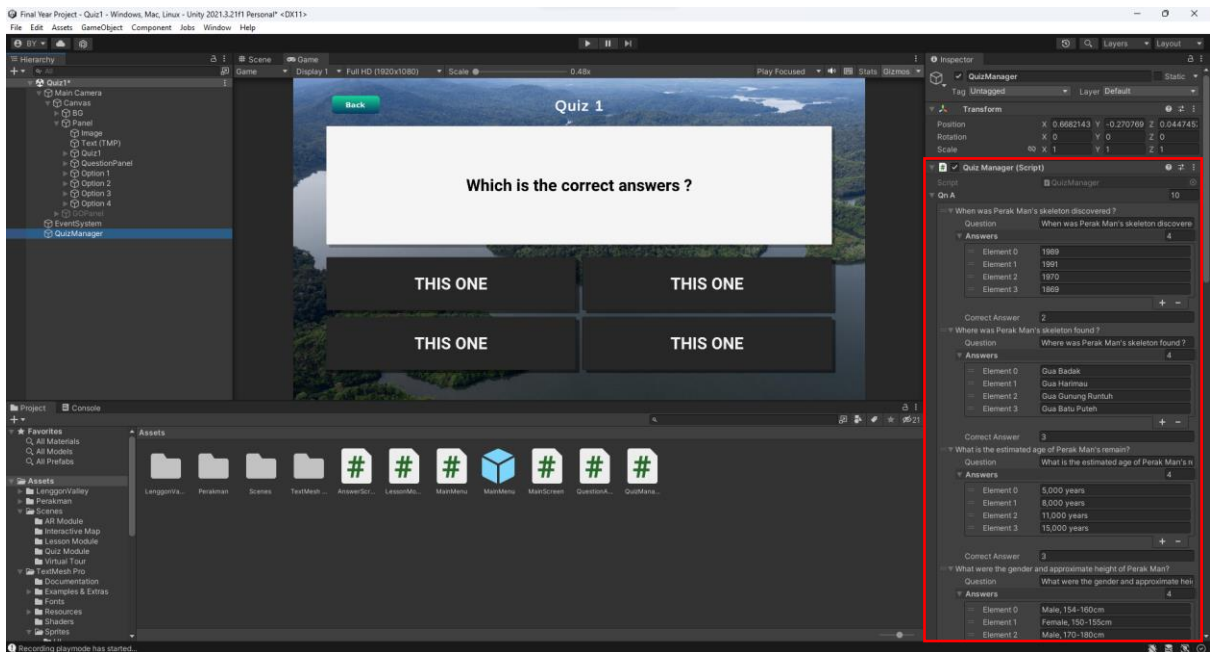 Final Year Project - Quiz1 - Windows, Mac, Linux - Unity 2021.3.21f1 Personal* <DX11>
File Edit Assets GameObject Component Jobs Window Help
BY
Layers Layout
Hierarchy
All
Quiz1*
Main Camera
Canvas
BG
Panel
Image
Text (TMP)
Quiz1
QuestionPanel
Option 1
Option 2
Option 3
Option 4
GOPanel
EventSystem
QuizManager
Scene Game
Game Display 1 Full HD (1920x1080) Scale 0.48x Play Focused Stats Gizmos
Back
Quiz 1
Which is the correct answers ?
THIS ONE THIS ONE
THIS ONE THIS ONE
Inspector
QuizManager Static
Tag Untagged Layer Default
Transform
Position X 0.6682143 Y -0.270769 Z 0.044745
Rotation X 0 Y 0 Z 0
Scale X 1 Y 1 Z 1
# Quiz Manager (Script)
Script QuizManager
Qn A 10
When was Perak Man's skeleton discovered ?
Question When was Perak Man's skeleton discovere
Answers 4
Element 0 1989
Element 1 1991
Element 2 1970
Element 3 1869
+ -
Correct Answer 2
Where was Perak Man's skeleton found ?
Question Where was Perak Man's skeleton found ?
Answers 4
Element 0 Gua Badak
Element 1 Gua Harimau
Element 2 Gua Gunung Runtuh
Element 3 Gua Batu Puteh
+ -
Correct Answer 3
What is the estimated age of Perak Man's remain?
Question What is the estimated age of Perak Man's r
Answers 4
Element 0 5,000 years
Element 1 8,000 years
Element 2 11,000 years
Element 3 15,000 years
+ -
Correct Answer 3
What were the gender and approximate height of Perak Man?
Question What were the gender and approximate hei
Answers 4
Element 0 Male, 154-160cm
Element 1 Female, 150-155cm
Element 2 Male, 170-180cm
Project Console
21
Favorites
All Materials
All Models
All Prefabs
Assets
LenggonValley
Perakman
Scenes
AR Module
Interactive Map
Lesson Module
Quiz Module
Virtual Tour
TextMesh Pro
Documentation
Examples & Extras
Fonts
Resources
Shaders
Sprites
Assets
# # # # # #
LenggonVa... Perakman Scenes TextMesh ... AnswerScr... LessonMo... MainMenu MainMenu MainScreen QuestionA... QuizMana...
Recording playmode has started...